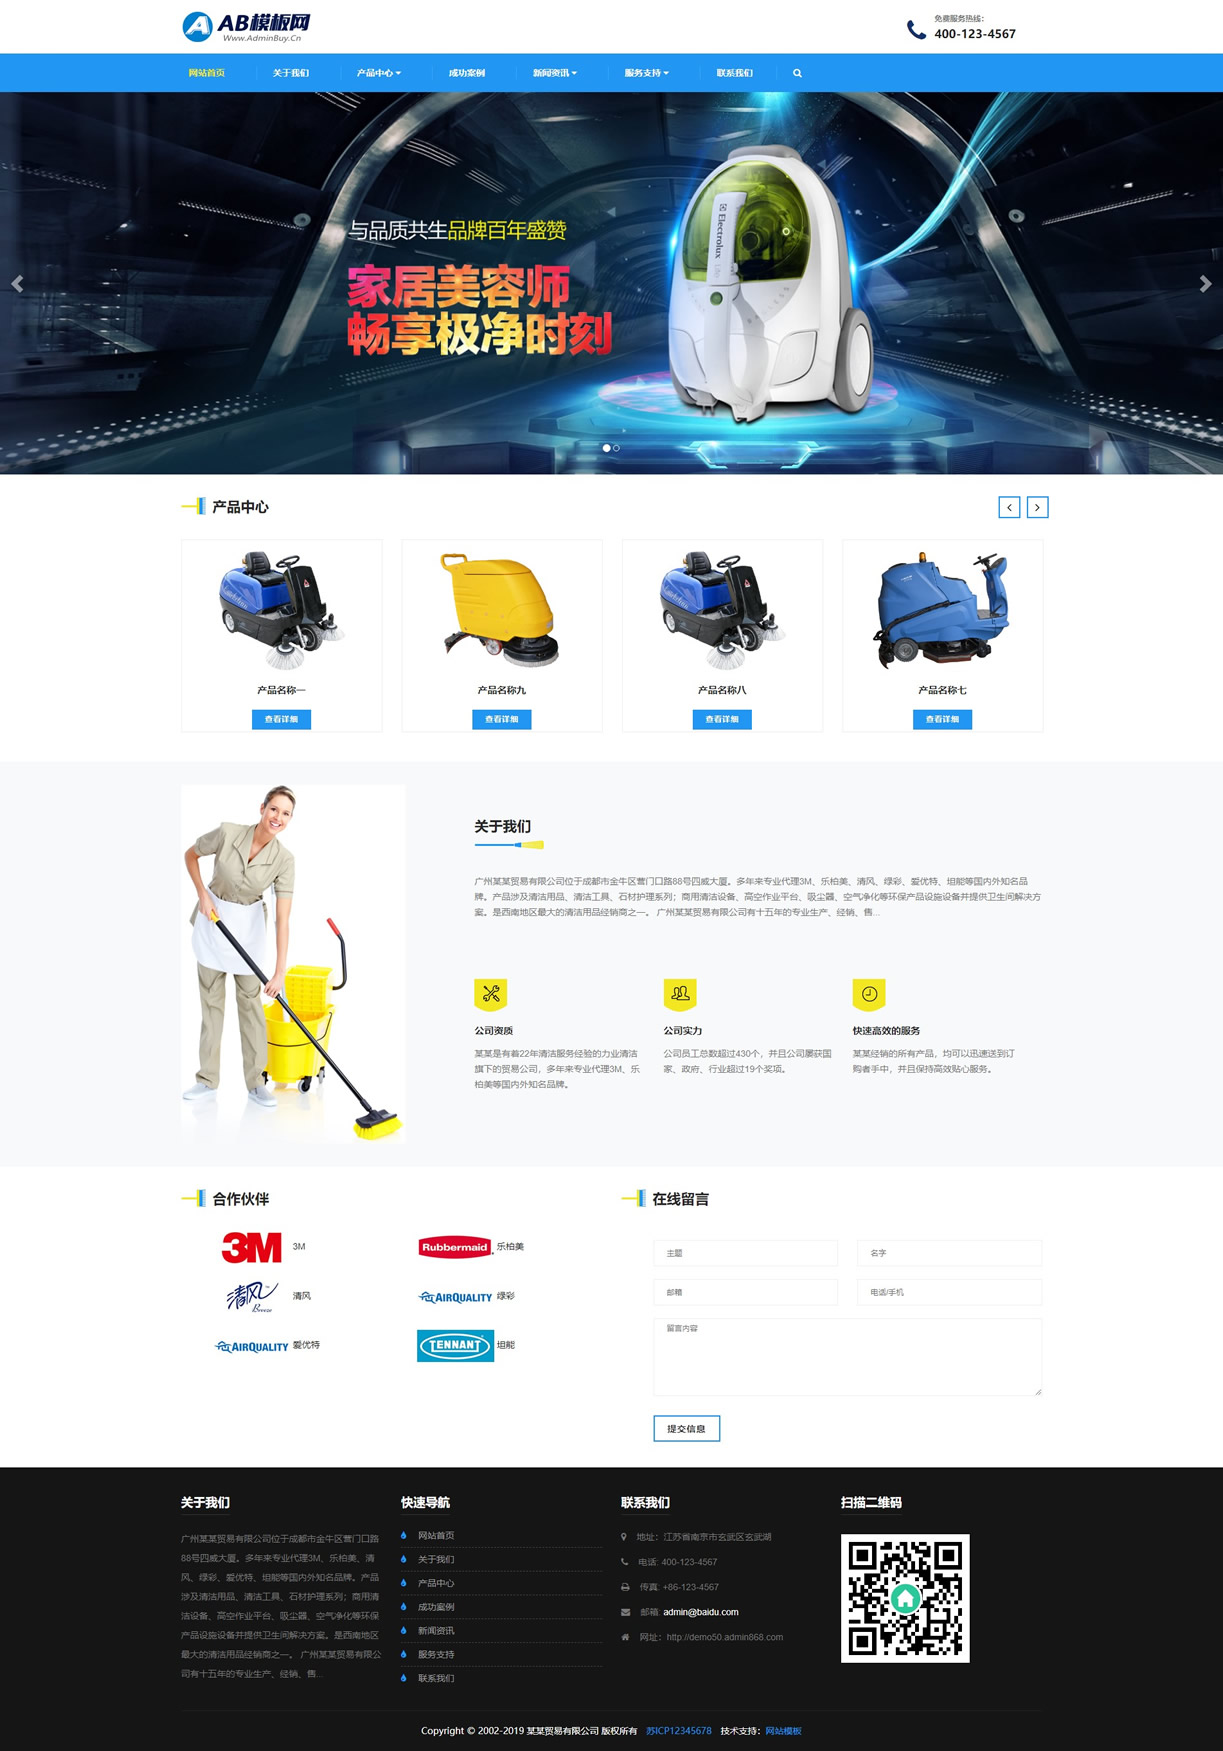 AB模板网
Www.AdminBuy.Cn
免费服务热线：
400-123-4567
网站首页
关于我们
产品中心
成功案例
新闻资讯
服务支持
联系我们
与品质共生品牌百年盛赞
家居美容师
畅享极净时刻
Electrolux
产品中心
产品名称一
产品名称九
产品名称八
产品名称七
查看详细
查看详细
查看详细
查看详细
关于我们
广州某某贸易有限公司位于成都市金牛区营门口路88号四威大厦。多年来专业代理3M、乐柏美、清风、绿彩、爱优特、坦能等国内外知名品
牌。产品涉及清洁用品、清洁工具、石材护理系列；商用清洁设备、高空作业平台、吸尘器、空气净化等环保产品设施设备并提供卫生间解决方
案。是西南地区最大的清洁用品经销商之一。 广州某某贸易有限公司有十五年的专业生产、经销、售...
公司资质
某某是有着22年清洁服务经验的力业清洁
旗下的贸易公司，多年来专业代理3M、乐
柏美等国内外知名品牌。
公司实力
公司员工总数超过430个，并且公司屡获国
家、政府、行业超过19个奖项。
快速高效的服务
某某经销的所有产品，均可以迅速送到订
购者手中，并且保持高效贴心服务。
合作伙伴
3M 3M
Rubbermaid 乐柏美
清风 Breeze 清风
AIRQUALITY 绿彩
AIRQUALITY 爱优特
TENNANT 坦能
在线留言
主题
名字
邮箱
电话/手机
留言内容
提交信息
关于我们
广州某某贸易有限公司位于成都市金牛区营门口路
88号四威大厦。多年来专业代理3M、乐柏美、清
风、绿彩、爱优特、坦能等国内外知名品牌。产品
涉及清洁用品、清洁工具、石材护理系列；商用清
洁设备、高空作业平台、吸尘器、空气净化等环保
产品设施设备并提供卫生间解决方案。是西南地区
最大的清洁用品经销商之一。 广州某某贸易有限公
司有十五年的专业生产、经销、售...
快速导航
网站首页
关于我们
产品中心
成功案例
新闻资讯
服务支持
联系我们
联系我们
地址：江苏省南京市玄武区玄武湖
电话: 400-123-4567
传真: +86-123-4567
邮箱: admin@baidu.com
网址：http://demo50.admin868.com
扫描二维码
Copyright © 2002-2019 某某贸易有限公司 版权所有 苏ICP12345678 技术支持：网站模板